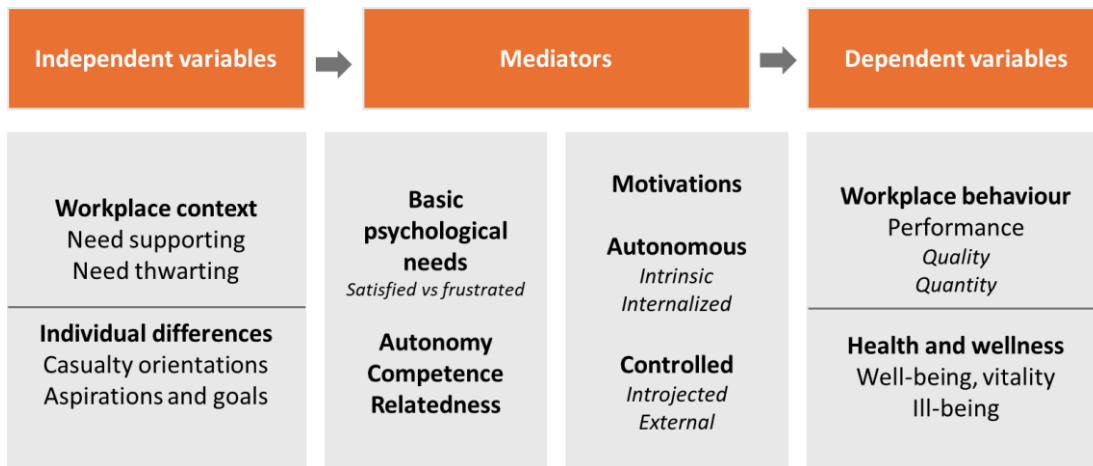 Independent variables
Mediators
Dependent variables
Workplace context
Need supporting
Need thwarting
Individual differences
Casualty orientations
Aspirations and goals
Basic
psychological
needs
Satisfied vs frustrated
Autonomy
Competence
Relatedness
Motivations
Autonomous
Intrinsic
Internalized
Controlled
Introjected
External
Workplace behaviour
Performance
Quality
Quantity
Health and wellness
Well-being, vitality
Ill-being